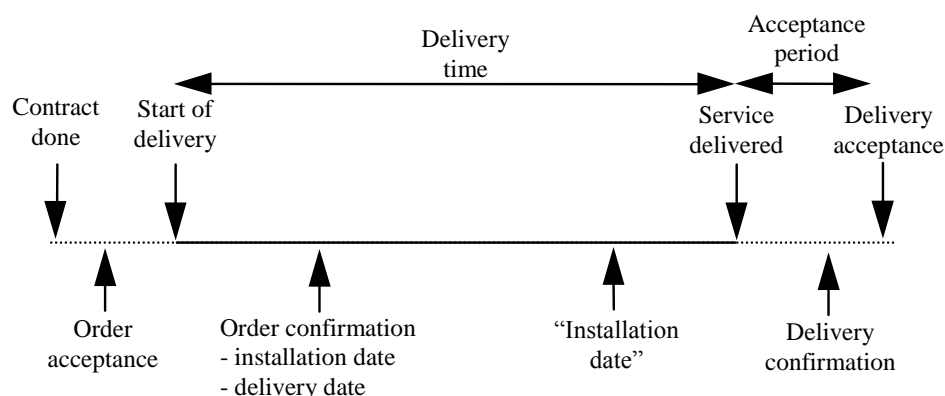 Delivery
time
Acceptance
period
Contract
done
Start of
delivery
Service
delivered
Delivery
acceptance
Order
acceptance
Order confirmation
- installation date
- delivery date
“Installation
date”
Delivery
confirmation